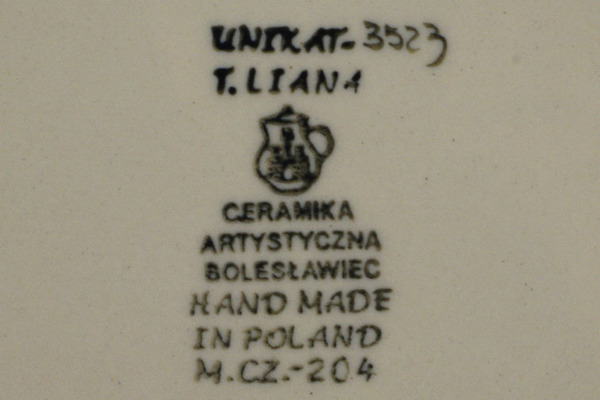 UNIKAT-3523
T. LIANA
CERAMIKA
ARTYSTYCZNA
BOLESŁAWIEC
HAND MADE
IN POLAND
M.CZ.-204